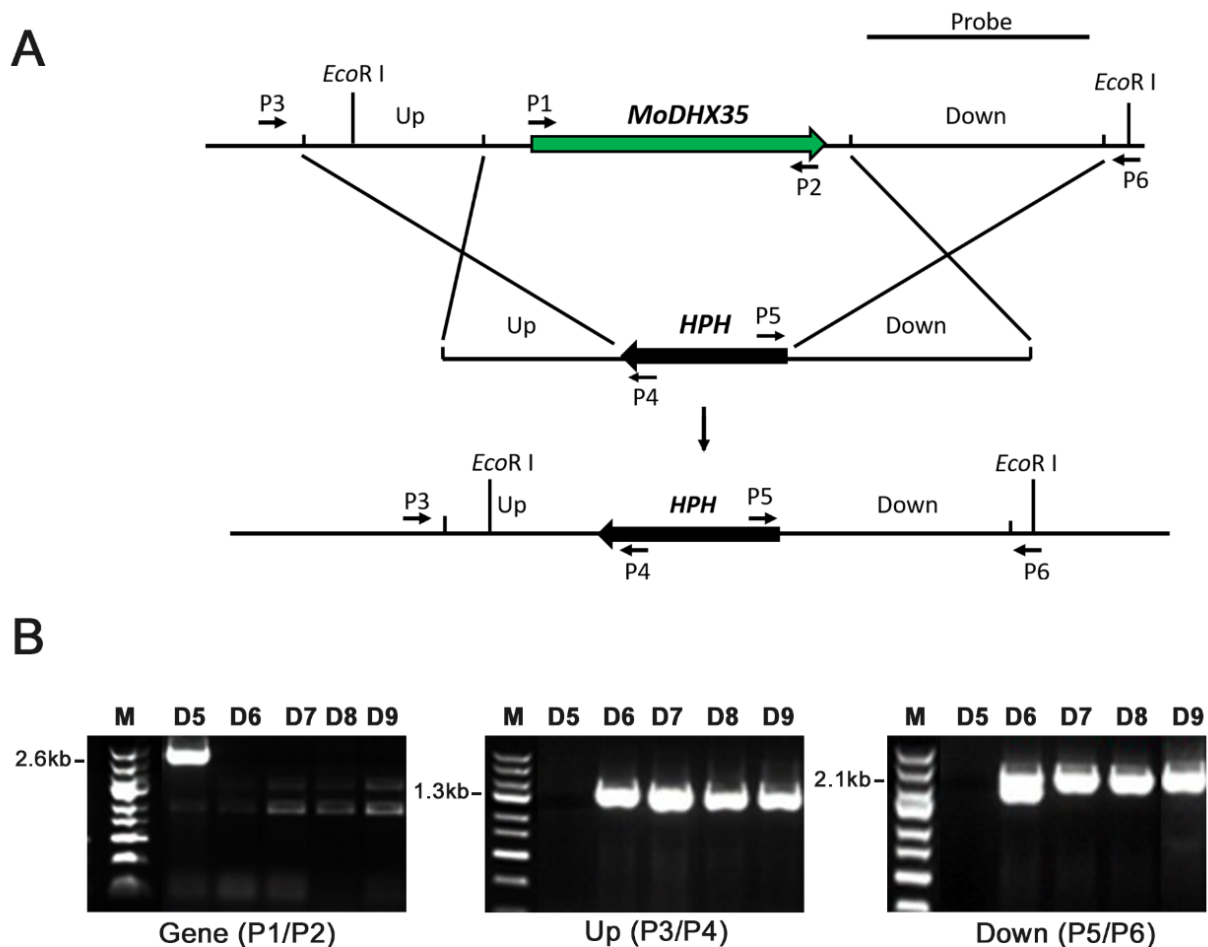 A
Probe
EcoR I
EcoR I
P3
Up
P1
MoDHX35
Down
P2
P6
Up
HPH
P5
Down
P4
EcoR I
EcoR I
P3
Up
HPH
P5
Down
P4
P6
B
M D5 D6 D7 D8 D9
2.6kb
Gene (P1/P2)
M D5 D6 D7 D8 D9
1.3kb
Up (P3/P4)
M D5 D6 D7 D8 D9
2.1kb
Down (P5/P6)